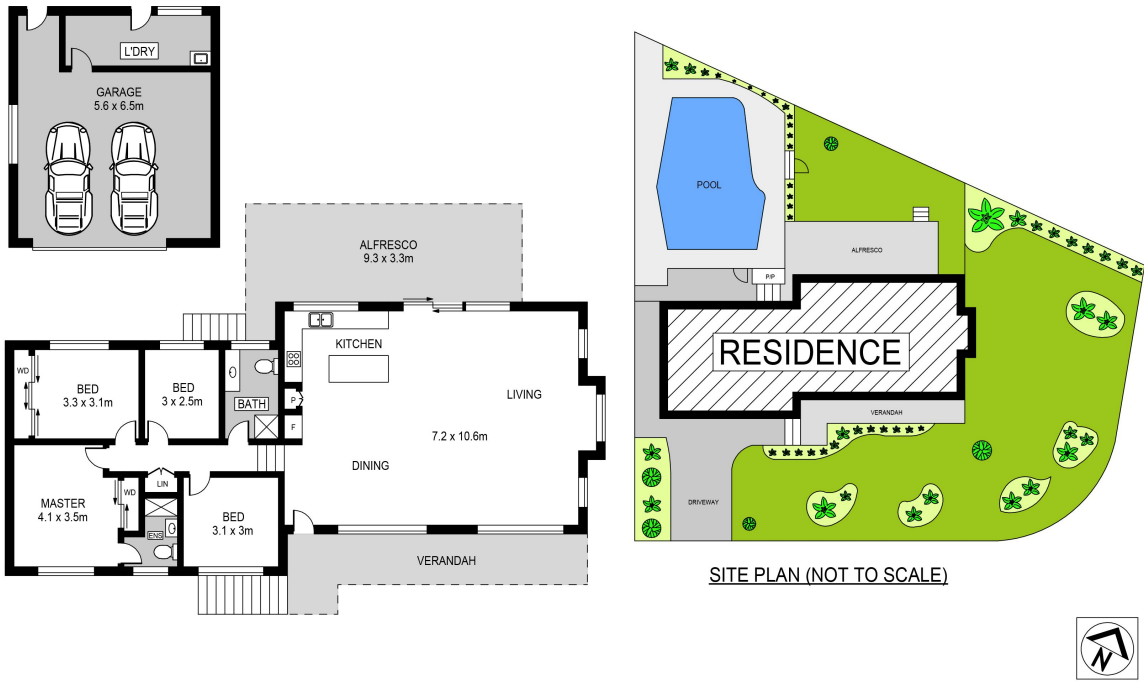 L'DRY
GARAGE
5.6 x 6.5m
ALFRESCO
9.3 x 3.3m
KITCHEN
WD
BED
3.3 x 3.1m
BED
3 x 2.5m
BATH
P
F
LIVING
7.2 x 10.6m
DINING
MASTER
4.1 x 3.5m
WD
LIN
ENS
BED
3.1 x 3m
VERANDAH
POOL
ALFRESCO
P/P
RESIDENCE
VERANDAH
DRIVEWAY
SITE PLAN (NOT TO SCALE)
N